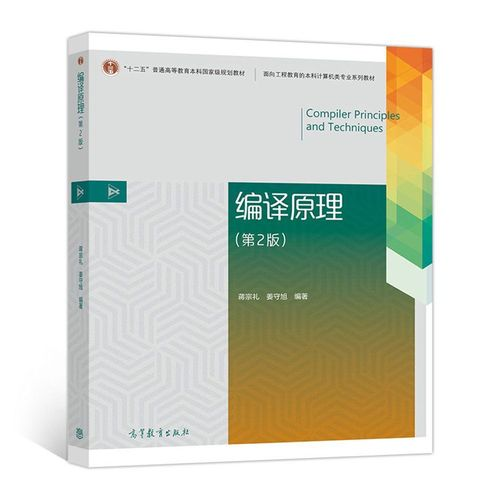 "十二五"普通高等教育本科国家级规划教材
面向工程教育的本科计算机类专业系列教材
Compiler Principles
and Techniques
编译原理
(第2版)
蒋宗礼 姜守旭 编著
高等教育出版社
编译原理(第2版)
蒋宗礼 姜守旭 编著